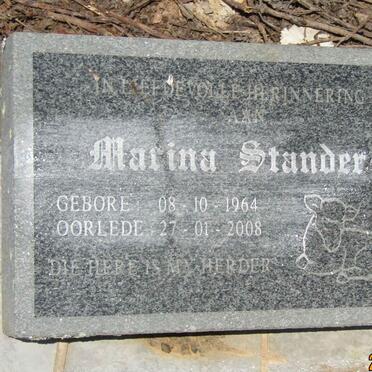 IN LIEFDEVOLLE HERINNERING
AAN
Marina Stander
GEBORE : 08 - 10 - 1964
OORLEDE - 27 - 01 - 2008
DIE HERE IS MY HERDER